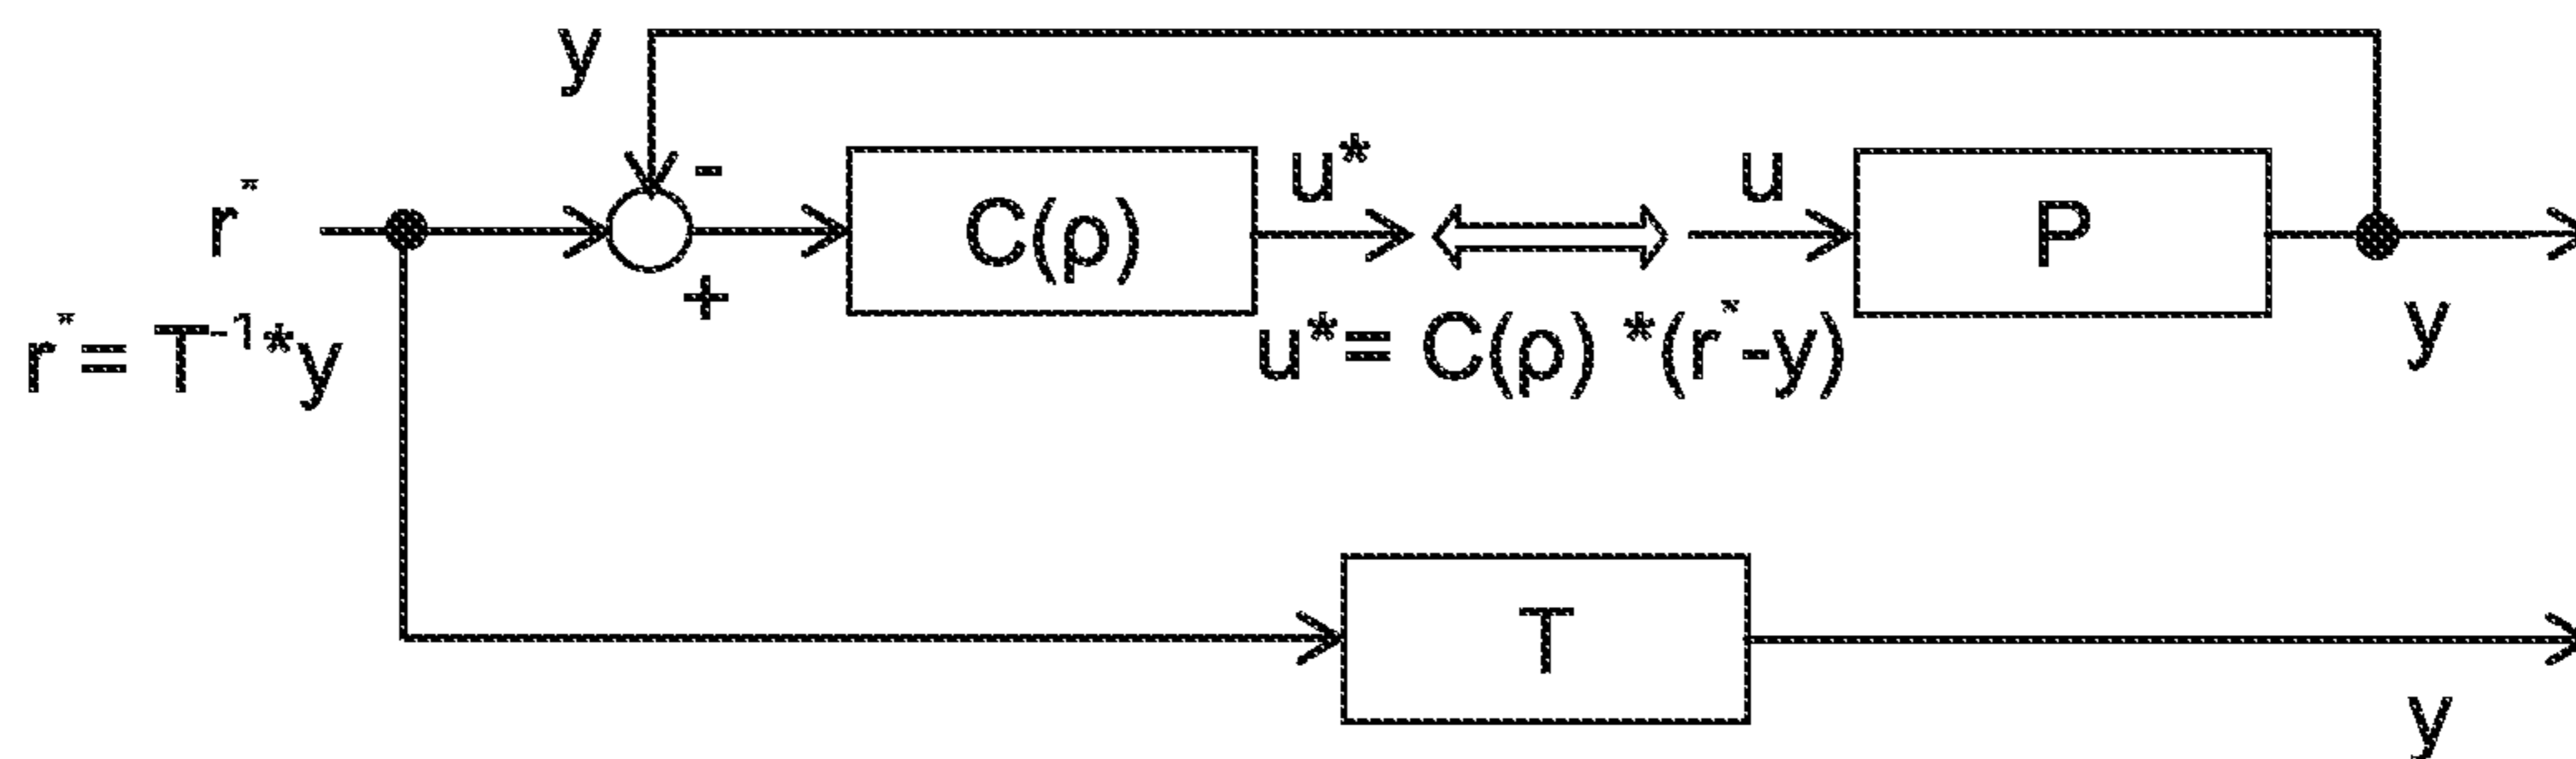 y
-
r*
+
C(ρ)
u*
u
P
r*= T-1*y
u*= C(ρ) *(r*-y)
y
T
y